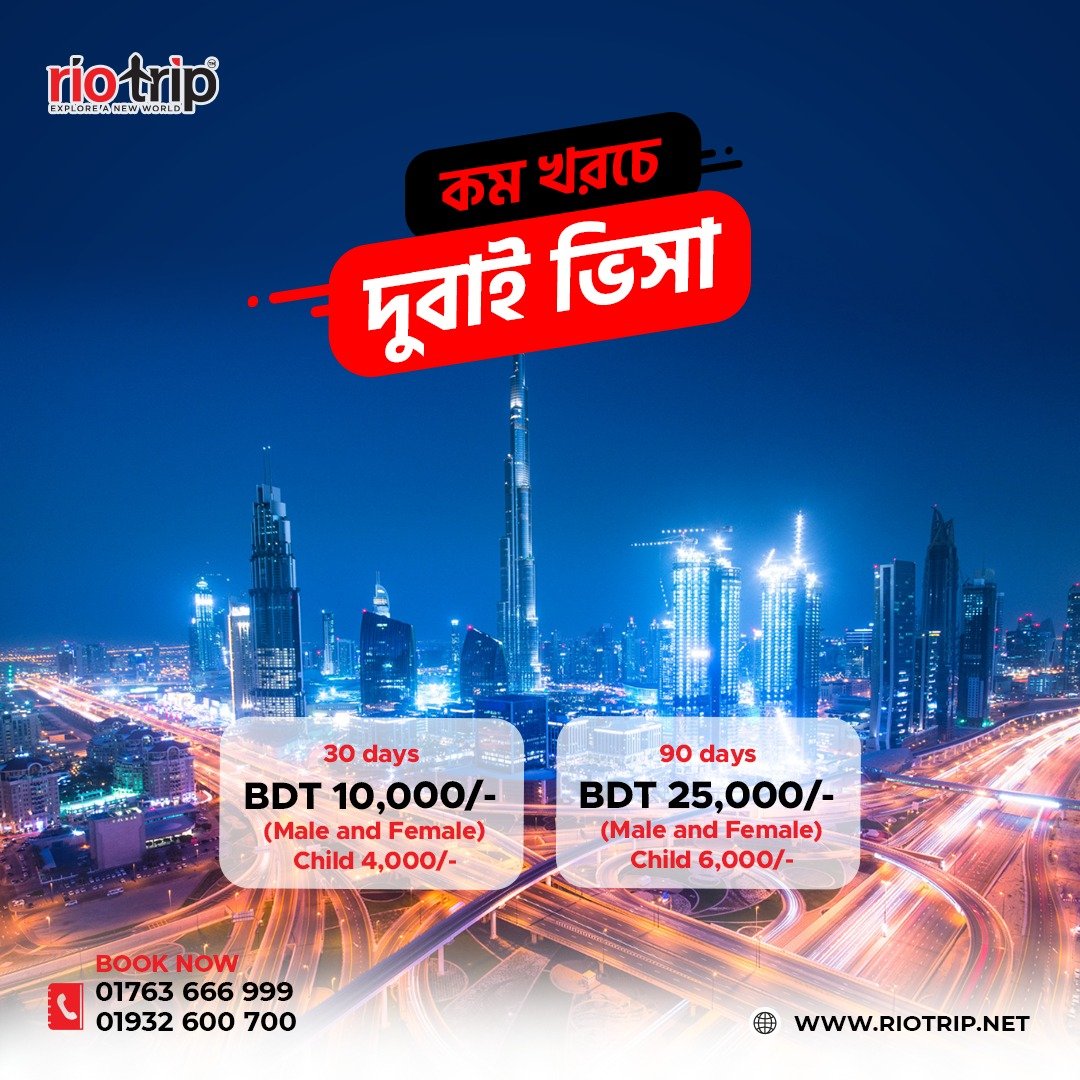 riotrip™
EXPLORE A NEW WORLD
কম খরচে
দুবাই ভিসা
30 days
BDT 10,000/-
(Male and Female)
Child 4,000/-
90 days
BDT 25,000/-
(Male and Female)
Child 6,000/-
BOOK NOW
01763 666 999
01932 600 700
WWW.RIOTRIP.NET